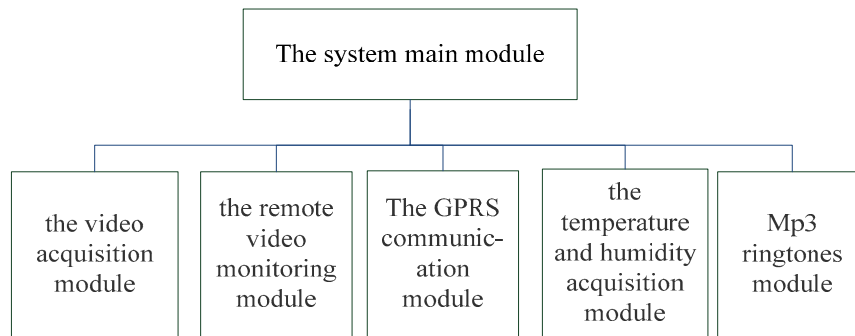 The system main module
the video
acquisition
module
the remote
video
monitoring
module
The GPRS
communic-
ation
module
the
temperature
and humidity
acquisition
module
Mp3
ringtones
module